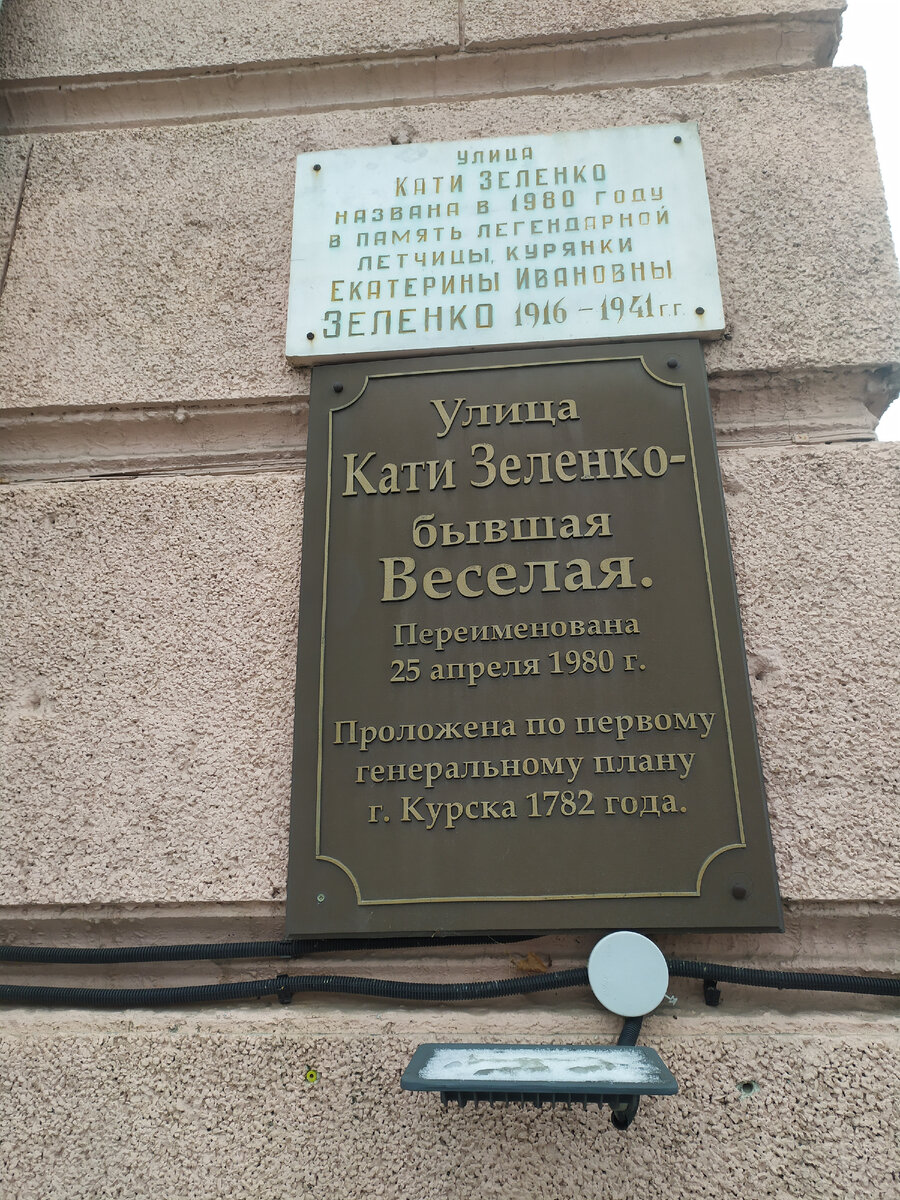 УЛИЦА
КАТИ ЗЕЛЕНКО
НАЗВАНА В 1980 ГОДУ
В ПАМЯТЬ ЛЕГЕНДАРНОЙ
ЛЕТЧИЦЫ, КУРЯНКИ
ЕКАТЕРИНЫ ИВАНОВНЫ
ЗЕЛЕНКО 1916 - 1941 г.г.
Улица
Кати Зеленко-
бывшая
Веселая.
Переименована
25 апреля 1980 г.
Проложена по первому
генеральному плану
г. Курска 1782 года.